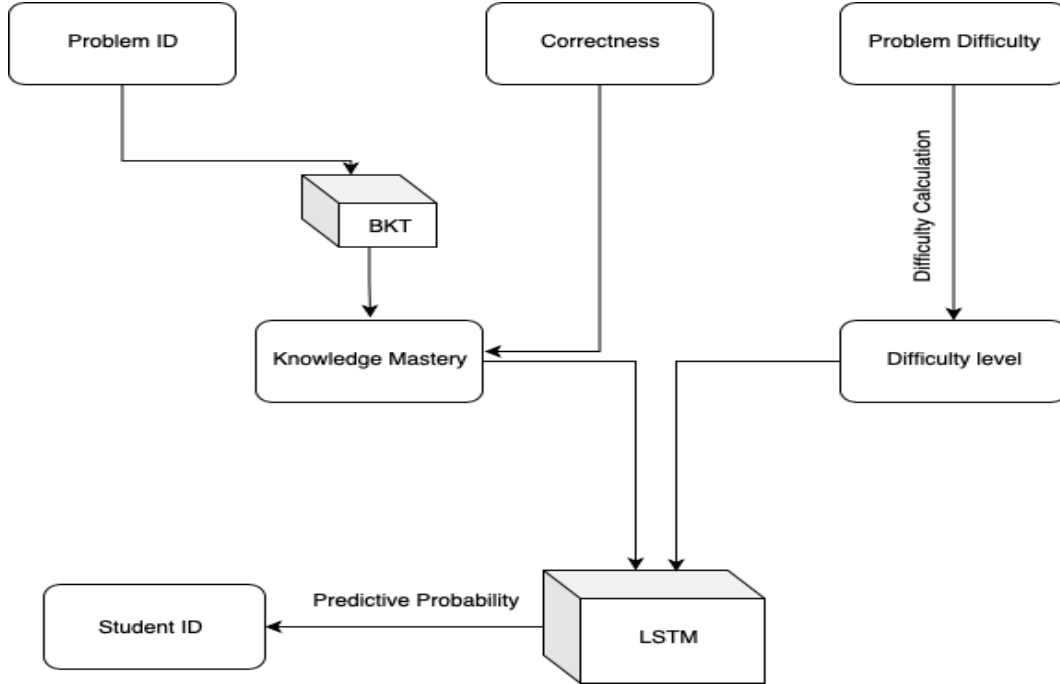 Problem ID
Correctness
Problem Difficulty
Difficulty Calculation
BKT
Knowledge Mastery
Difficulty level
Predictive Probability
Student ID
LSTM